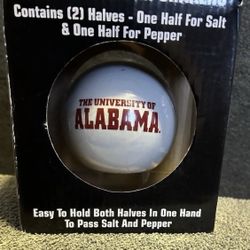 Contains (2) Halves - One Half For Salt
& One Half For Pepper
THE UNIVERSITY OF
ALABAMA
Easy To Hold Both Halves In One Hand
To Pass Salt And Pepper